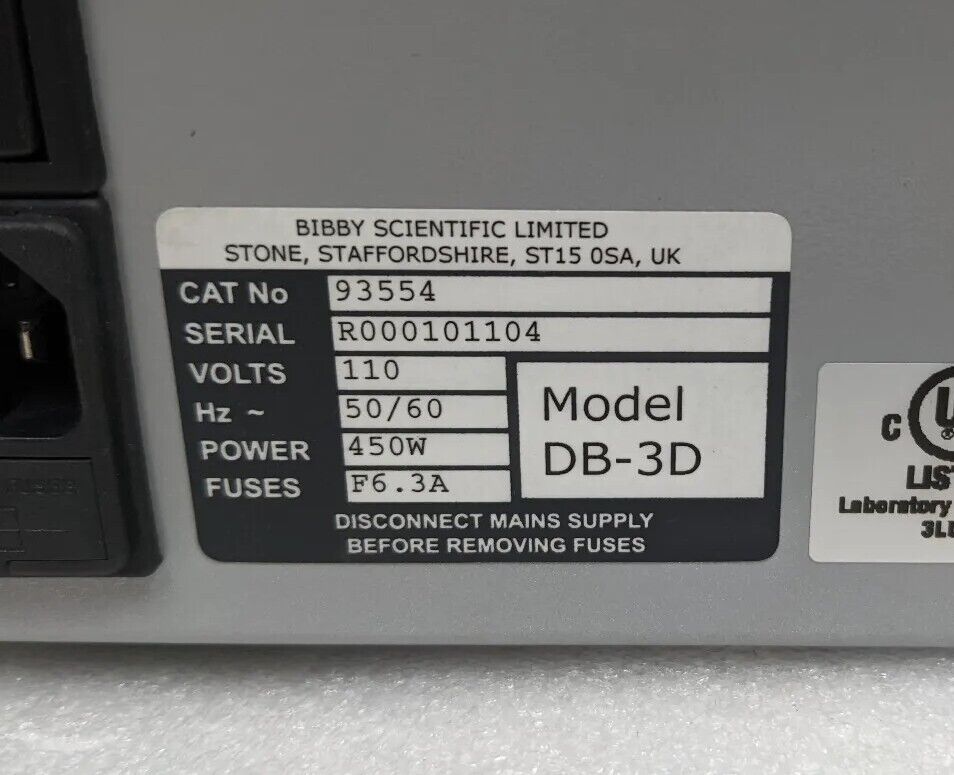 BIBBY SCIENTIFIC LIMITED
STONE, STAFFORDSHIRE, ST15 0SA, UK
CAT No 93554
SERIAL R000101104
VOLTS 110
Hz ~ 50/60
POWER 450W
FUSES F6.3A
Model
DB-3D
DISCONNECT MAINS SUPPLY
BEFORE REMOVING FUSES
C U
®
LIST
Laboratory